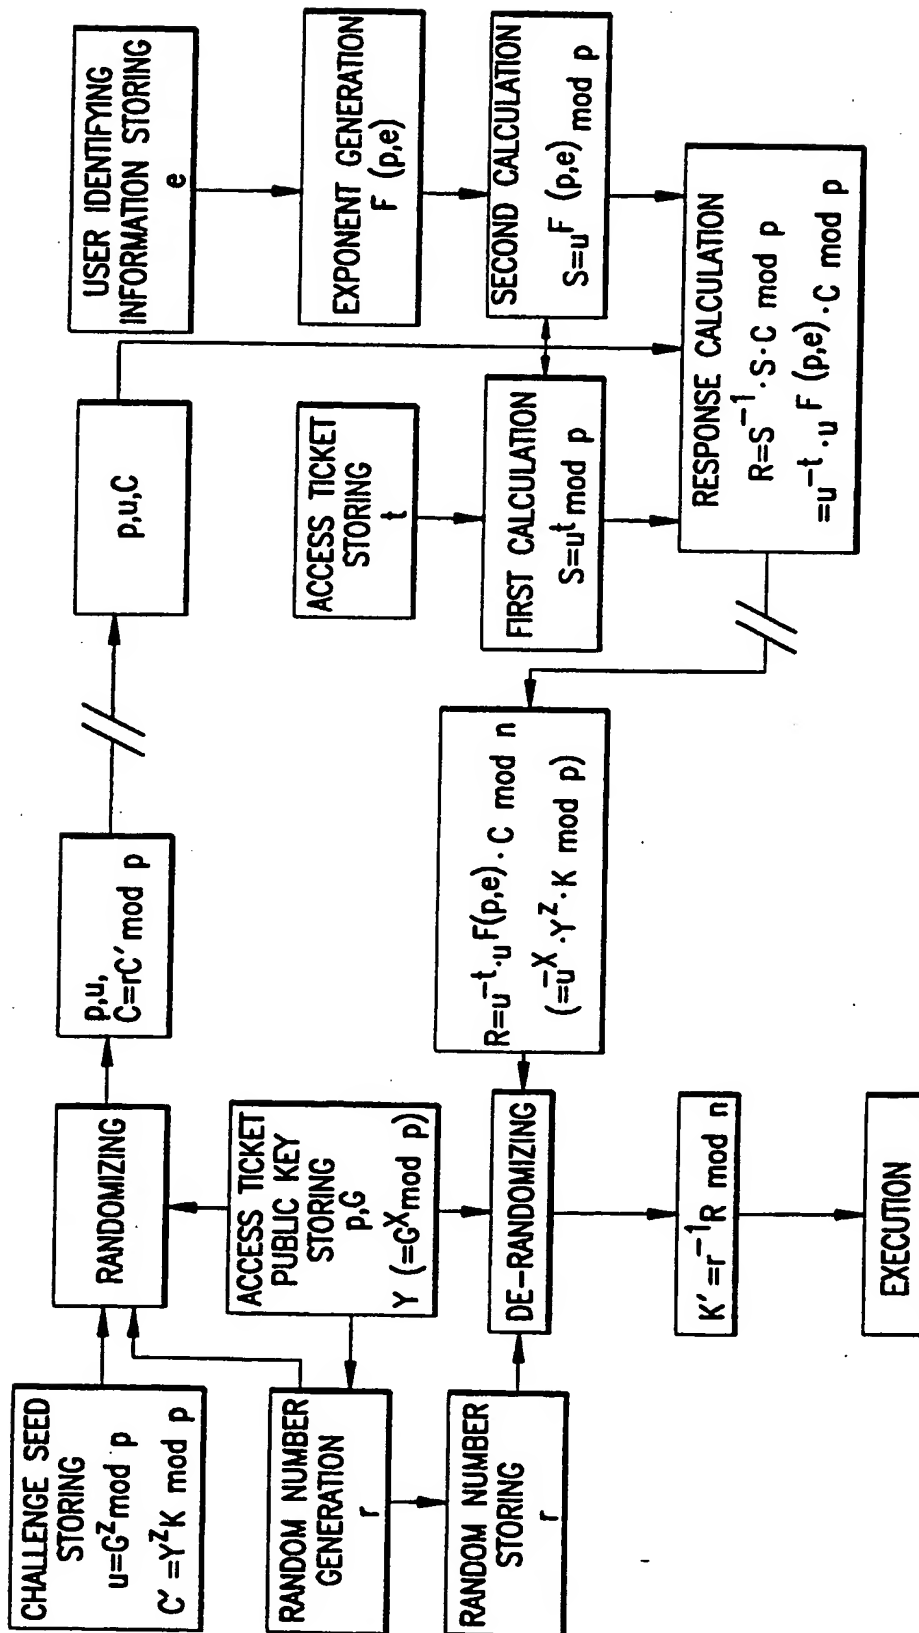 CHALLENGE SEED
STORING
u=G^z mod p
C′=Y^z K mod p
RANDOMIZING
p,u,
C=rC′ mod p
p,u,C
USER IDENTIFYING
INFORMATION STORING
e
EXPONENT GENERATION
F (p,e)
SECOND CALCULATION
S=u^F (p,e) mod p
ACCESS TICKET
STORING
t
FIRST CALCULATION
S=u^t mod p
RESPONSE CALCULATION
R=S^-1·S·C mod p
=u^-t·u^F (p,e)·C mod p
RANDOM NUMBER
GENERATION
r
ACCESS TICKET
PUBLIC KEY
STORING
p,G
Y (=G^X mod p)
R=u^-t·u^F(p,e)·C mod n
(=u^-X·Y^z·K mod p)
RANDOM NUMBER
STORING
r
DE-RANDOMIZING
K′=r^-1 R mod n
EXECUTION